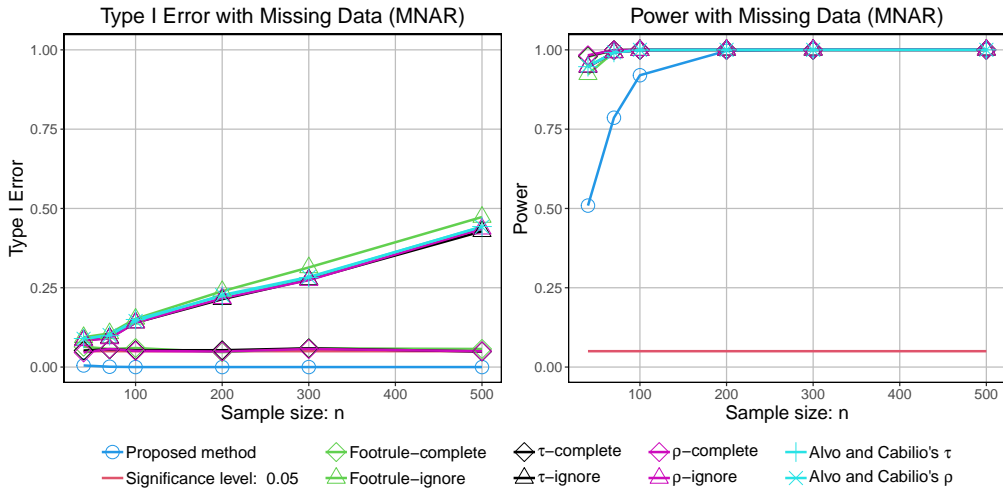 Type I Error with Missing Data (MNAR)
Power with Missing Data (MNAR)
1.00
0.75
0.50
0.25
0.00
Type I Error
100
200
300
400
500
Sample size: n
1.00
0.75
0.50
0.25
0.00
Power
100
200
300
400
500
Sample size: n
Proposed method
Footrule−complete
τ−complete
ρ−complete
Alvo and Cabilio's τ
Significance level: 0.05
Footrule−ignore
τ−ignore
ρ−ignore
Alvo and Cabilio's ρ